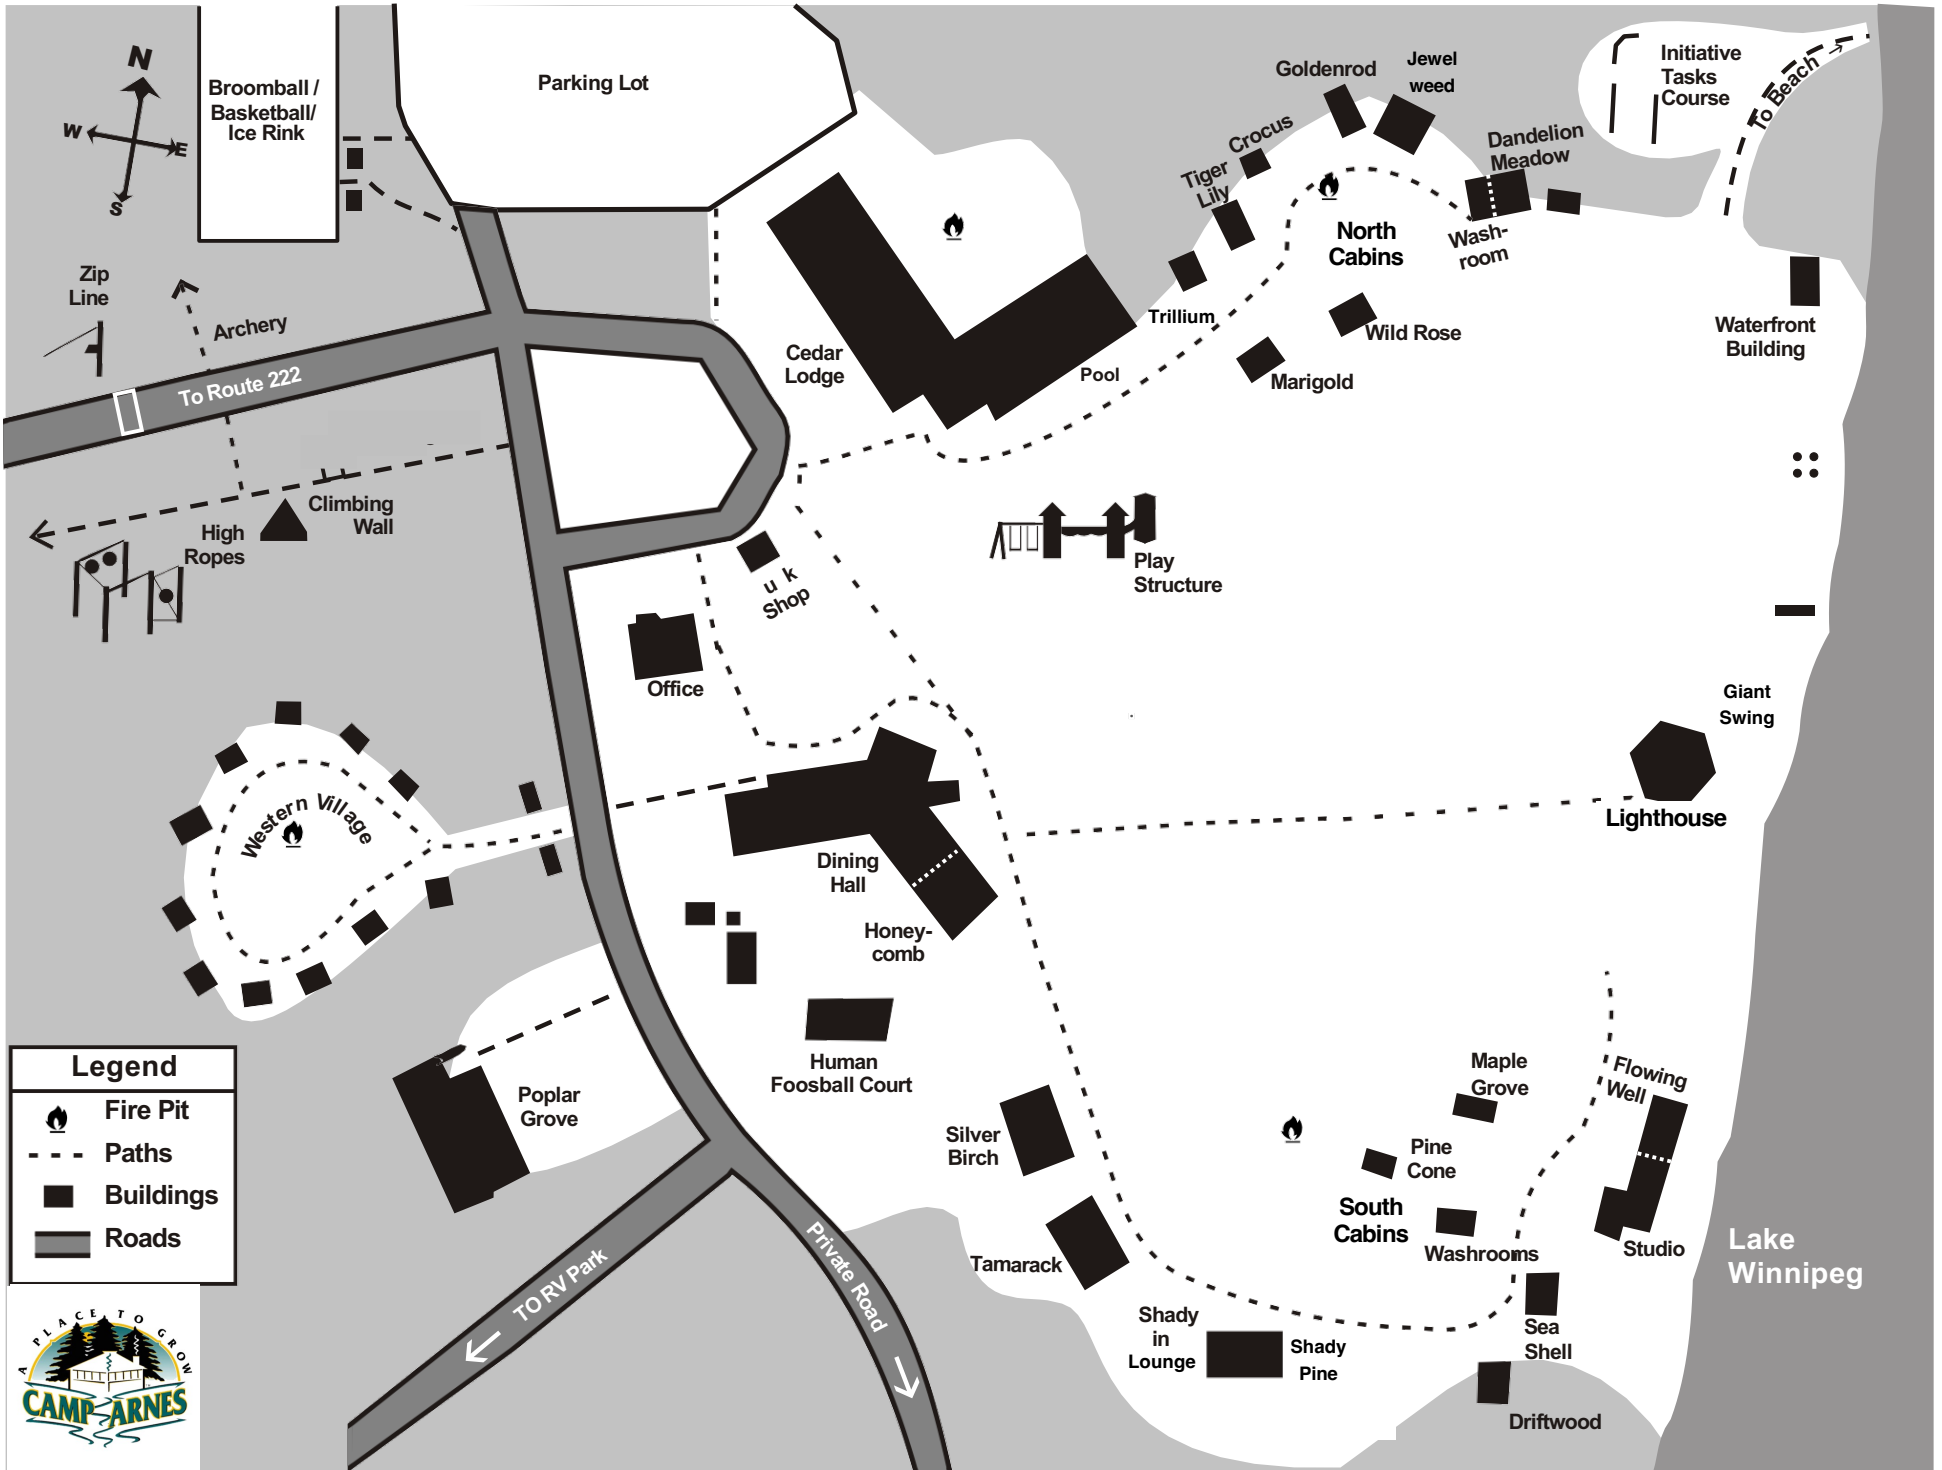 N
W
E
S
Broomball /
Basketball/
Ice Rink
Parking Lot
Goldenrod
Jewel
weed
Initiative
Tasks
Course
To Beach
Crocus
Dandelion
Meadow
Tiger
Lily
North
Cabins
Wash-
room
Zip
Line
Archery
Trillium
Wild Rose
Waterfront
Building
Cedar
Lodge
Pool
Marigold
To Route 222
Climbing
Wall
High
Ropes
Play
Structure
u k
Shop
Office
Giant
Swing
Western Village
Lighthouse
Dining
Hall
Honey-
comb
Human
Foosball Court
Legend
Fire Pit
Paths
Buildings
Roads
Poplar
Grove
Maple
Grove
Flowing
Well
Silver
Birch
Pine
Cone
South
Cabins
Washrooms
Studio
Lake
Winnipeg
Tamarack
Private Road
TO RV Park
Shady
in
Lounge
Shady
Pine
Sea
Shell
Driftwood
A PLACE TO GROW
CAMP ARNES